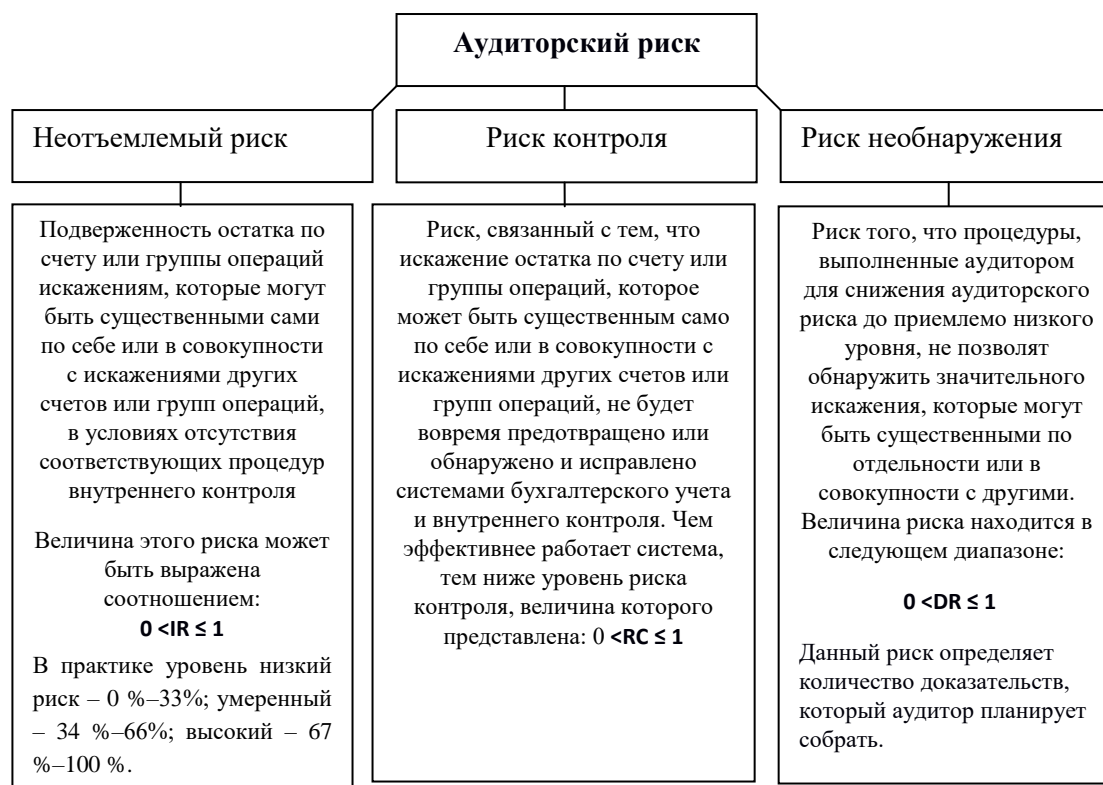 Аудиторский риск
Неотъемлемый риск
Риск контроля
Риск необнаружения
Подверженность остатка по
счету или группы операций
искажениям, которые могут
быть существенными сами
по себе или в совокупности
с искажениями других
счетов или групп операций,
в условиях отсутствия
соответствующих процедур
внутреннего контроля
Величина этого риска может
быть выражена
соотношением:
0 <IR ≤ 1
В практике уровень низкий
риск – 0 %–33%; умеренный
– 34 %–66%; высокий – 67
%–100 %.
Риск, связанный с тем, что
искажение остатка по счету или
группы операций, которое
может быть существенным само
по себе или в совокупности с
искажениями других счетов или
групп операций, не будет
вовремя предотвращено или
обнаружено и исправлено
системами бухгалтерского учета
и внутреннего контроля. Чем
эффективнее работает система,
тем ниже уровень риска
контроля, величина которого
представлена: 0 <RC ≤ 1
Риск того, что процедуры,
выполненные аудитором
для снижения аудиторского
риска до приемлемо низкого
уровня, не позволят
обнаружить значительного
искажения, которые могут
быть существенными по
отдельности или в
совокупности с другими.
Величина риска находится в
следующем диапазоне:
0 <DR ≤ 1
Данный риск определяет
количество доказательств,
который аудитор планирует
собрать.